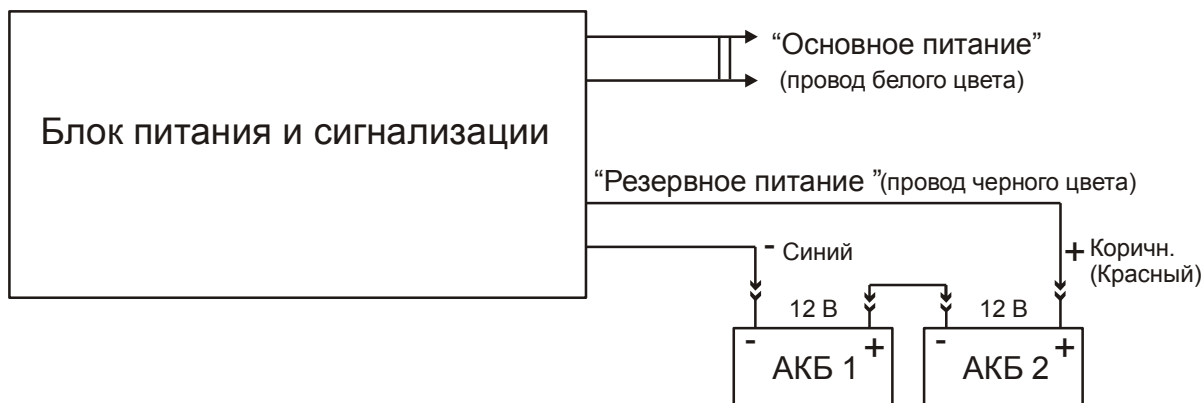 “Основное питание”
(провод белого цвета)
Блок питания и сигнализации
“Резервное питание ”(провод черного цвета)
- Синий
+ Коричн.
(Красный)
12 В
12 В
- +
АКБ 1
- +
АКБ 2